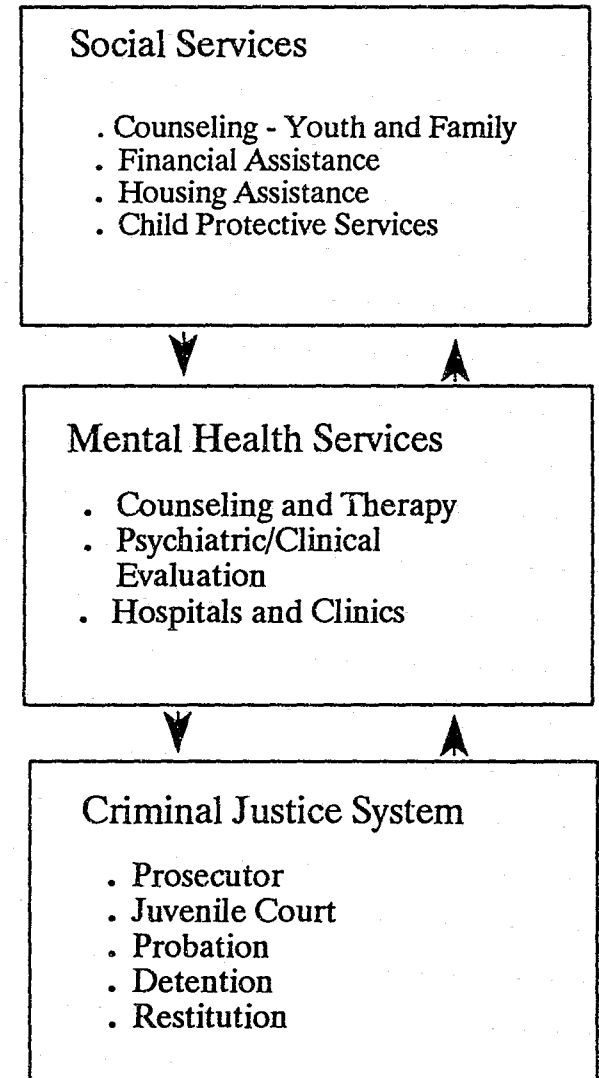 Social Services
. Counseling - Youth and Family
. Financial Assistance
. Housing Assistance
. Child Protective Services
Mental Health Services
. Counseling and Therapy
. Psychiatric/Clinical
Evaluation
. Hospitals and Clinics
Criminal Justice System
. Prosecutor
. Juvenile Court
. Probation
. Detention
. Restitution